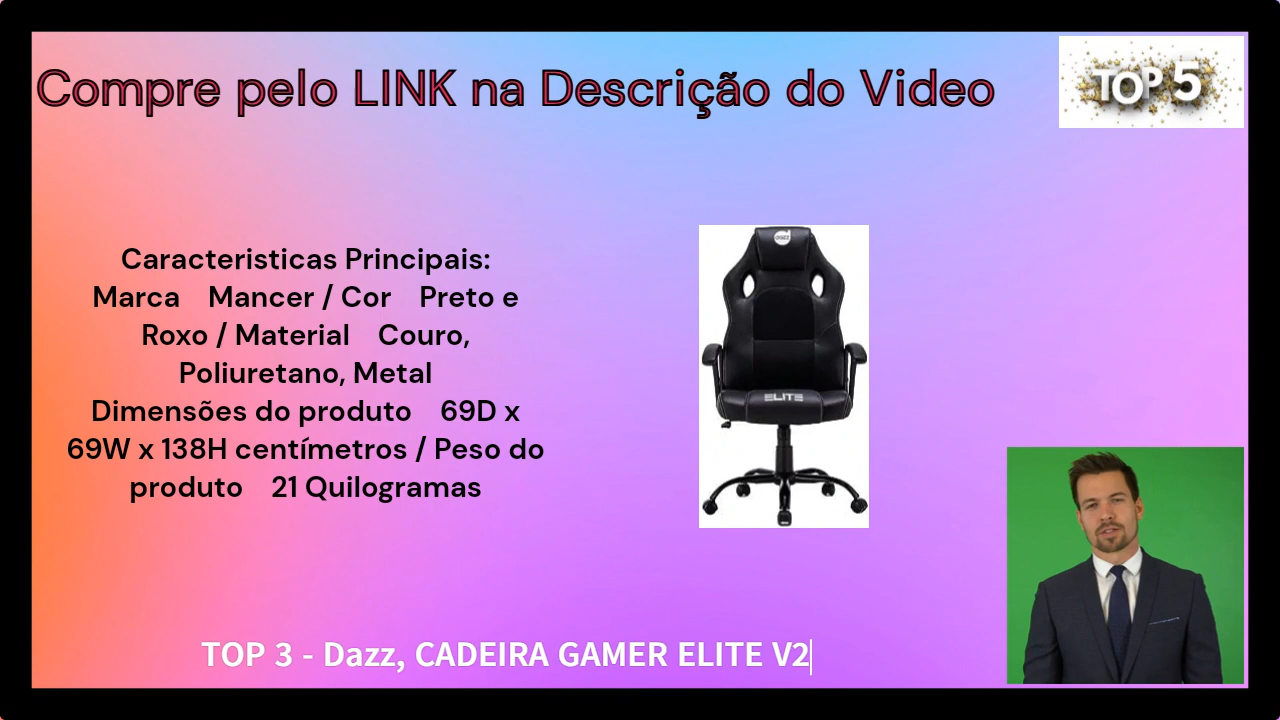 Compre pelo LINK na Descrição do Video
TOP 5
Caracteristicas Principais:
Marca Mancer / Cor Preto e
Roxo / Material Couro,
Poliuretano, Metal
Dimensões do produto 69D x
69W x 138H centímetros / Peso do
produto 21 Quilogramas
dazz
ELITE
TOP 3 - Dazz, CADEIRA GAMER ELITE V2